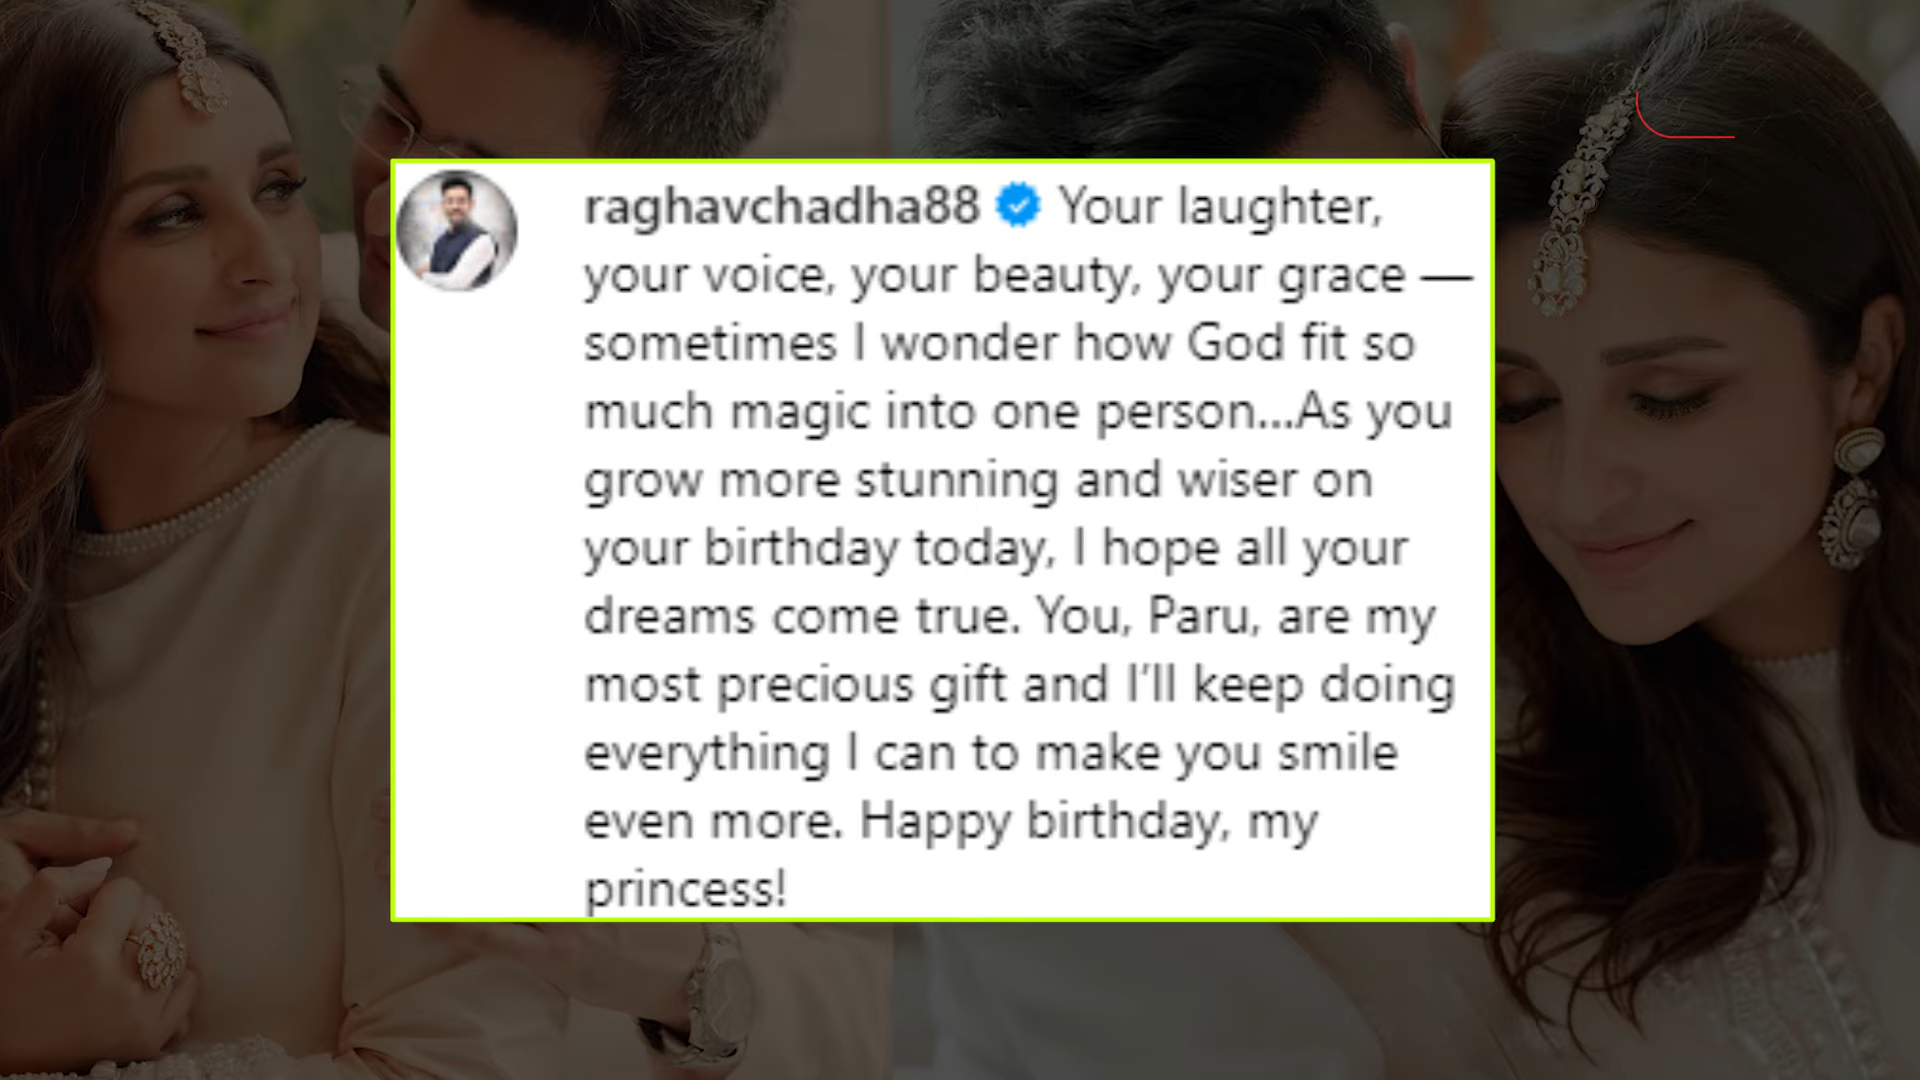 raghavchadha88 Your laughter,
your voice, your beauty, your grace —
sometimes I wonder how God fit so
much magic into one person...As you
grow more stunning and wiser on
your birthday today, I hope all your
dreams come true. You, Paru, are my
most precious gift and I’ll keep doing
everything I can to make you smile
even more. Happy birthday, my
princess!